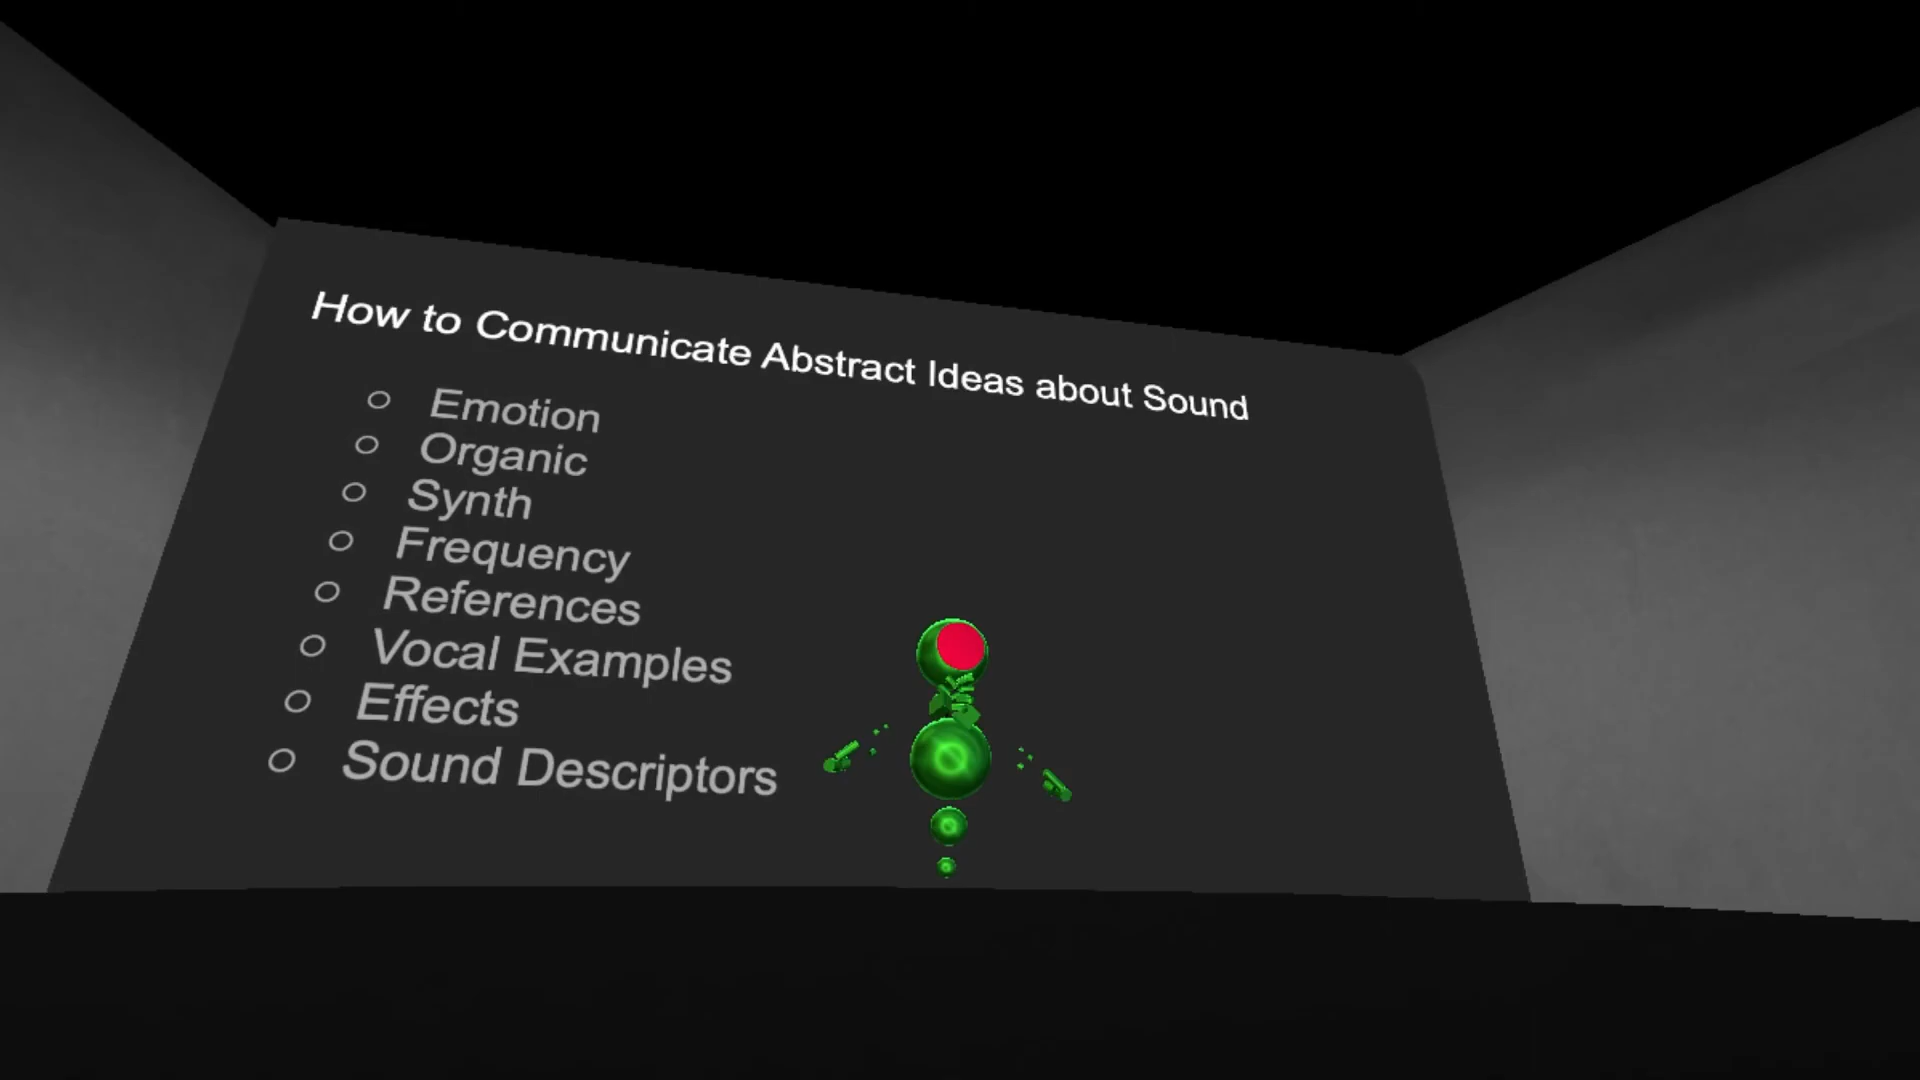 How to Communicate Abstract Ideas about Sound
Emotion
Organic
Synth
Frequency
References
Vocal Examples
Effects
Sound Descriptors